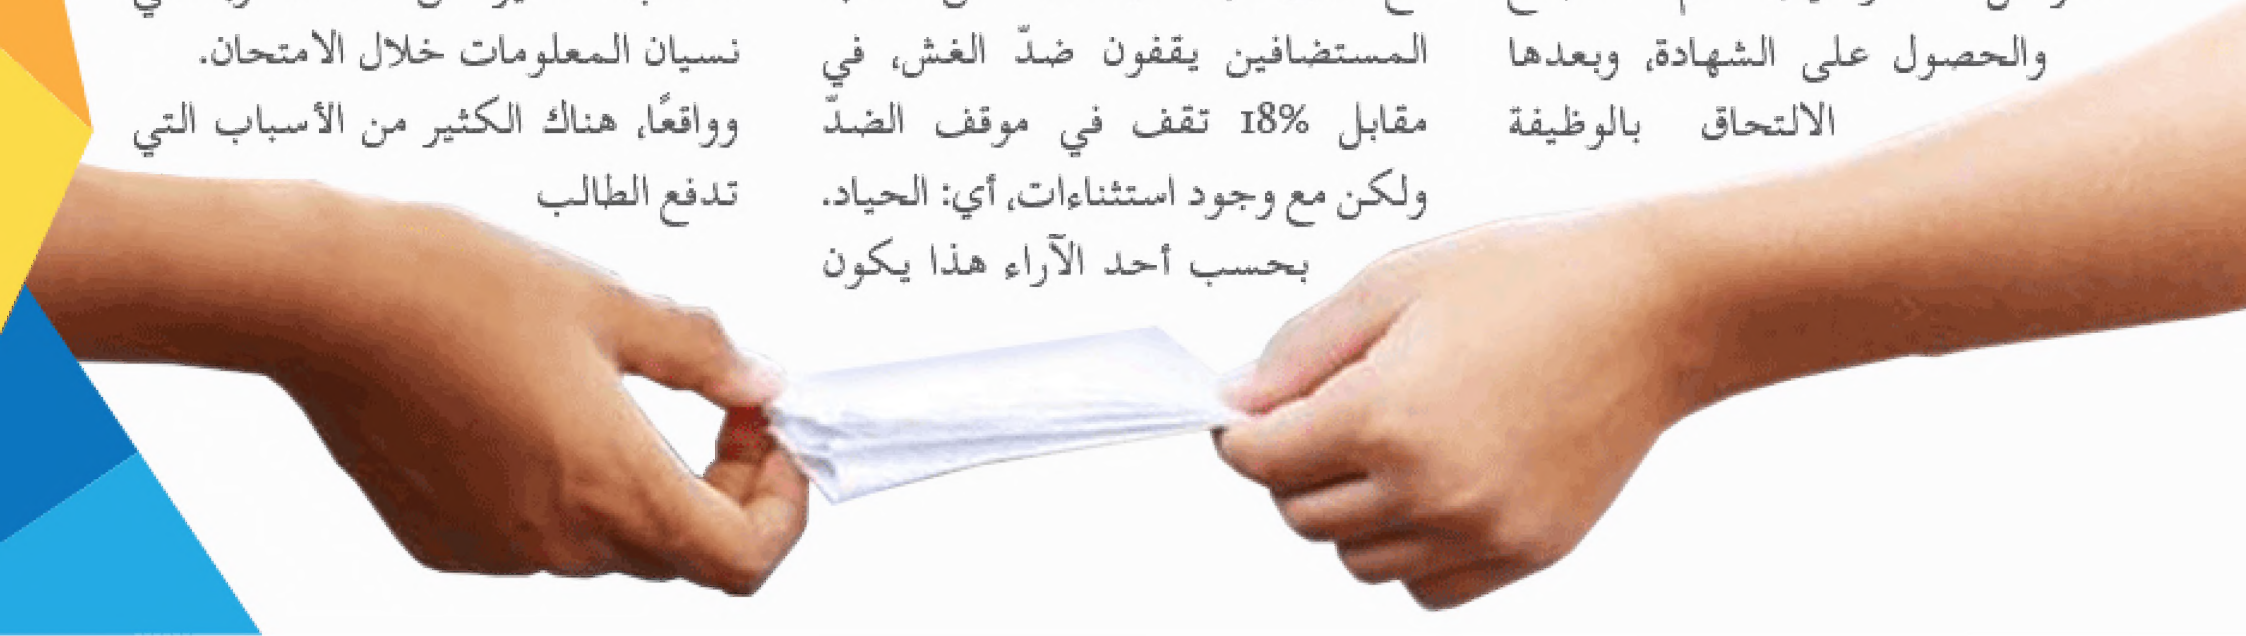 والحصول على الشهادة، وبعدها
الالتحاق بالوظيفة
المستضافين يقفون ضدّ الغش، في
مقابل 18% تقف في موقف الضدّ
ولكن مع وجود استثناءات، أي: الحياد.
بحسب أحد الآراء هذا يكون
نسيان المعلومات خلال الامتحان.
وواقعًا، هناك الكثير من الأسباب التي
تدفع الطالب